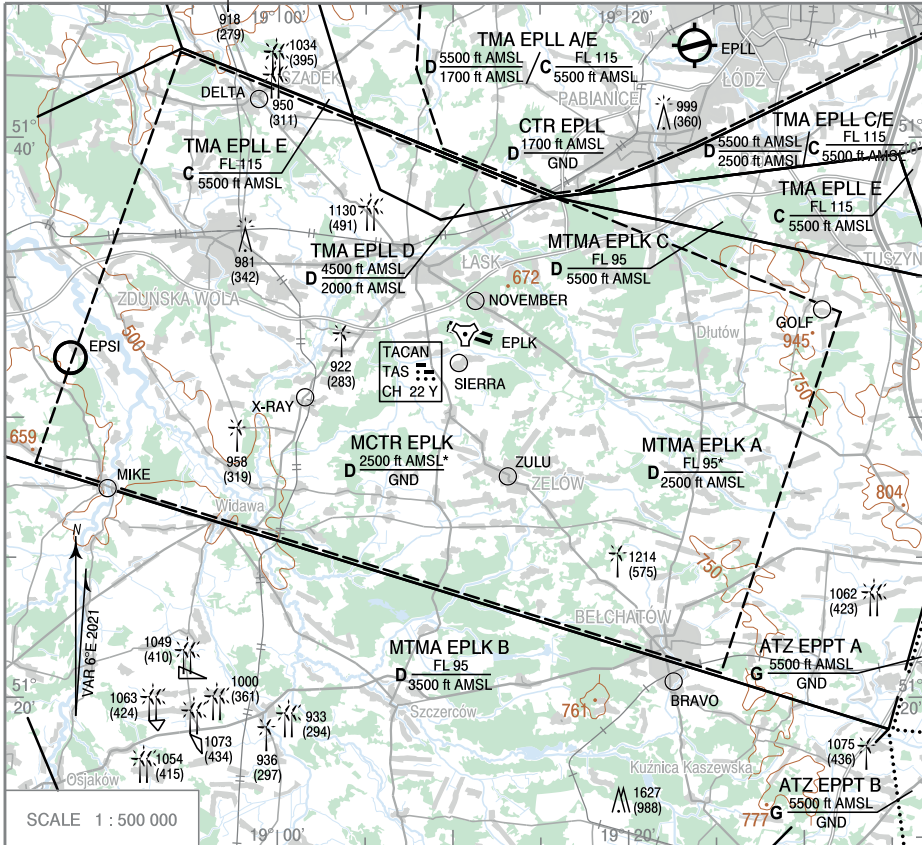 918
(279)
19° 00'
19° 20'
1034
(395)
SZADEK
DELTA
950
(311)
TMA EPLL A/E
D 5500 ft AMSL
1700 ft AMSL
/ C FL 115
5500 ft AMSL
EPLL
ŁÓDŹ
PABIANICE
999
(360)
51°
40'
51°
40'
CTR EPLL
D 1700 ft AMSL
GND
TMA EPLL C/E
D 5500 ft AMSL
2500 ft AMSL
/ C FL 115
5500 ft AMSL
TMA EPLL E
C FL 115
5500 ft AMSL
TMA EPLL E
C FL 115
5500 ft AMSL
1130
(491)
981
(342)
TMA EPLL D
D 4500 ft AMSL
2000 ft AMSL
ŁASK
MTMA EPLK C
D FL 95
5500 ft AMSL
TUSZYN
672
NOVEMBER
ZDUŃSKA WOLA
500
GOLF
945
Dłutów
EPSI
922
(283)
TACAN
TAS
CH 22 Y
EPLK
SIERRA
750
X-RAY
659
958
(319)
MCTR EPLK
D 2500 ft AMSL*
GND
MTMA EPLK A
D FL 95*
2500 ft AMSL
ZULU
ZELÓW
MIKE
Widawa
804
N
VAR 6°E 2021
1214
(575)
750
1062
(423)
BEŁCHATÓW
1049
(410)
MTMA EPLK B
D FL 95
3500 ft AMSL
ATZ EPPT A
G 5500 ft AMSL
GND
51°
20'
51°
20'
1063
(424)
1000
(361)
933
(294)
BRAVO
761
Szczerców
1073
(434)
936
(297)
1054
(415)
1075
(436)
Osjaków
Kuźnica Kaszewska
1627
(988)
777
ATZ EPPT B
G 5500 ft AMSL
GND
SCALE 1 : 500 000
19° 00'
19° 20'